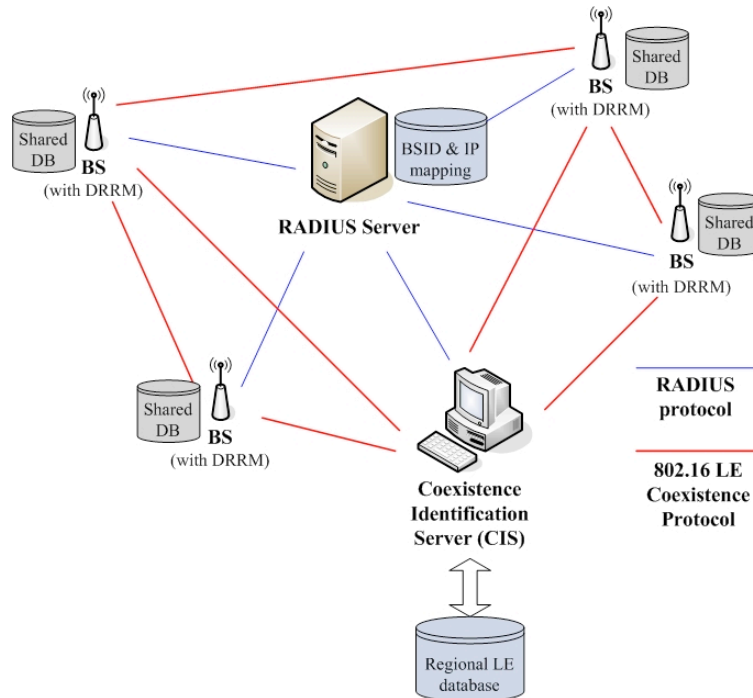 Shared
DB
BS
(with DRRM)
Shared
DB
BS
(with DRRM)
BSID & IP
mapping
RADIUS Server
Shared
DB
BS
(with DRRM)
Shared
DB
BS
(with DRRM)
Coexistence
Identification
Server (CIS)
Regional LE
database
RADIUS
protocol
802.16 LE
Coexistence
Protocol